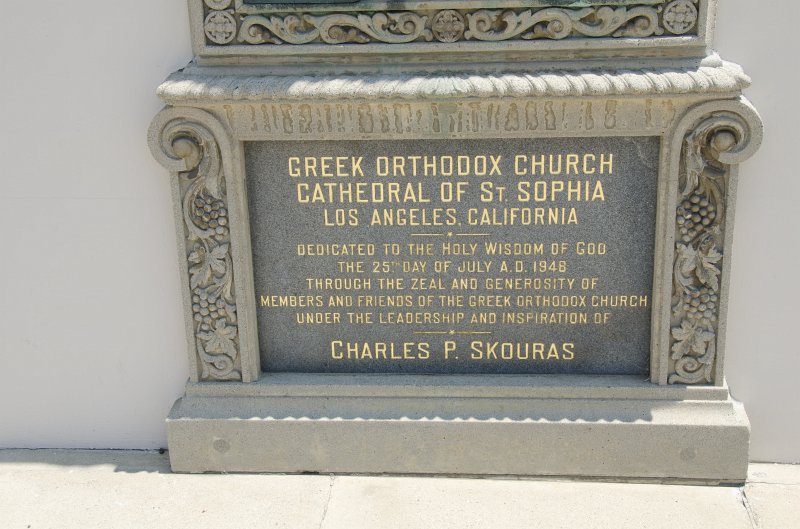 GREEK ORTHODOX CHURCH
CATHEDRAL OF ST. SOPHIA
LOS ANGELES, CALIFORNIA
DEDICATED TO THE HOLY WISDOM OF GOD
THE 25TH DAY OF JULY A.D. 1948
THROUGH THE ZEAL AND GENEROSITY OF
MEMBERS AND FRIENDS OF THE GREEK ORTHODOX CHURCH
UNDER THE LEADERSHIP AND INSPIRATION OF
CHARLES P. SKOURAS